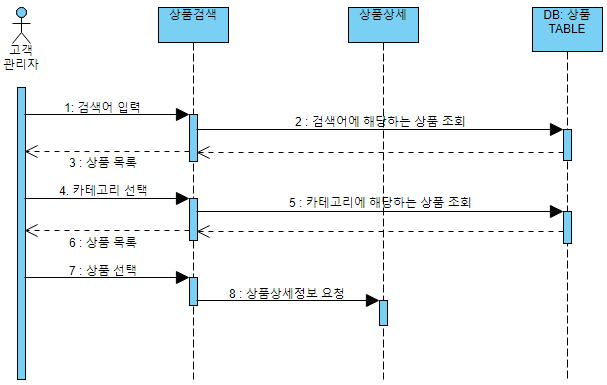 상품검색
상품상세
DB: 상품
TABLE
고객
관리자
1: 검색어 입력
2 : 검색어에 해당하는 상품 조회
3 : 상품 목록
4. 카테고리 선택
5 : 카테고리에 해당하는 상품 조회
6 : 상품 목록
7 : 상품 선택
8 : 상품상세정보 요청